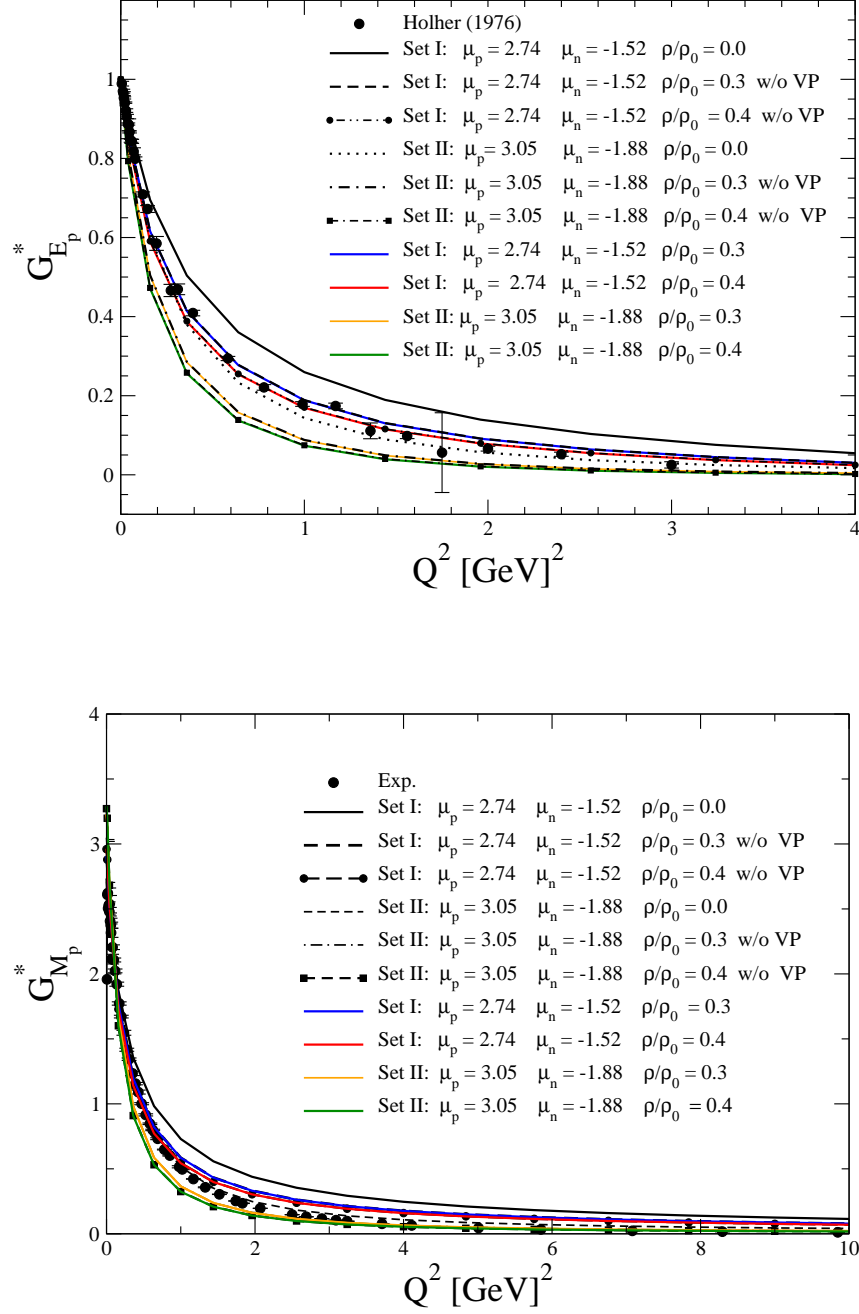 Holher (1976)
Set I: μp = 2.74 μn = -1.52 ρ/ρ0 = 0.0
Set I: μp = 2.74 μn = -1.52 ρ/ρ0 = 0.3 w/o VP
Set I: μp = 2.74 μn = -1.52 ρ/ρ0 = 0.4 w/o VP
Set II: μp = 3.05 μn = -1.88 ρ/ρ0 = 0.0
Set II: μp = 3.05 μn = -1.88 ρ/ρ0 = 0.3 w/o VP
Set II: μp = 3.05 μn = -1.88 ρ/ρ0 = 0.4 w/o VP
Set I: μp = 2.74 μn = -1.52 ρ/ρ0 = 0.3
Set I: μp = 2.74 μn = -1.52 ρ/ρ0 = 0.4
Set II: μp = 3.05 μn = -1.88 ρ/ρ0 = 0.3
Set II: μp = 3.05 μn = -1.88 ρ/ρ0 = 0.4
1
0.8
0.6
0.4
0.2
0
G*Ep
0 1 2 3 4
Q^2 [GeV]^2
4
3
2
1
0
G*Mp
Exp.
Set I: μp = 2.74 μn = -1.52 ρ/ρ0 = 0.0
Set I: μp = 2.74 μn = -1.52 ρ/ρ0 = 0.3 w/o VP
Set I: μp = 2.74 μn = -1.52 ρ/ρ0 = 0.4 w/o VP
Set II: μp = 3.05 μn = -1.88 ρ/ρ0 = 0.0
Set II: μp = 3.05 μn = -1.88 ρ/ρ0 = 0.3 w/o VP
Set II: μp = 3.05 μn = -1.88 ρ/ρ0 = 0.4 w/o VP
Set I: μp = 2.74 μn = -1.52 ρ/ρ0 = 0.3
Set I: μp = 2.74 μn = -1.52 ρ/ρ0 = 0.4
Set II: μp = 3.05 μn = -1.88 ρ/ρ0 = 0.3
Set II: μp = 3.05 μn = -1.88 ρ/ρ0 = 0.4
0 2 4 6 8 10
Q^2 [GeV]^2